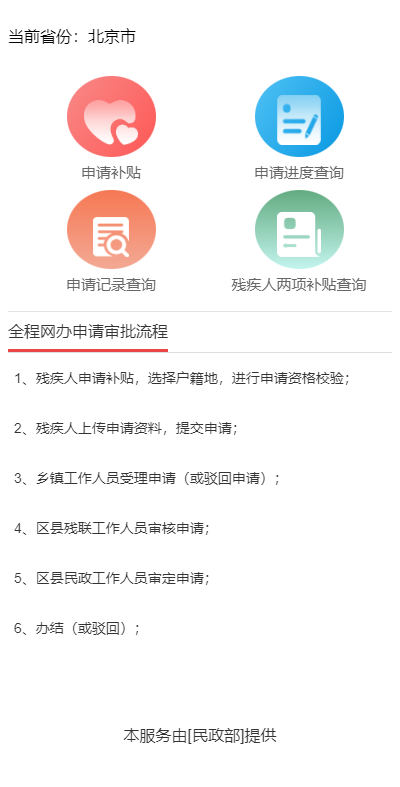 当前省份：北京市
申请补贴
申请进度查询
申请记录查询
残疾人两项补贴查询
全程网办申请审批流程
1、残疾人申请补贴，选择户籍地，进行申请资格校验；
2、残疾人上传申请资料，提交申请；
3、乡镇工作人员受理申请（或驳回申请）；
4、区县残联工作人员审核申请；
5、区县民政工作人员审定申请；
6、办结（或驳回）；
本服务由[民政部]提供